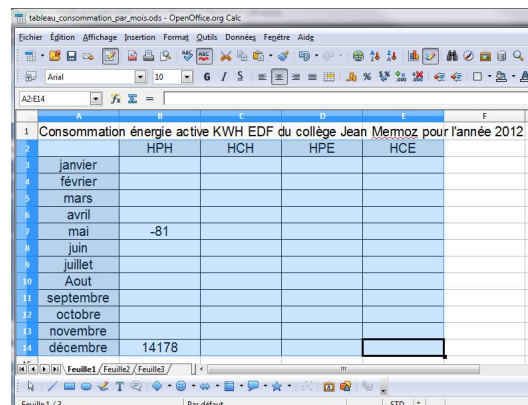 tableau_consommation_par_mois.ods - OpenOffice.org Calc
Fichier Édition Affichage Insertion Format Outils Données Fenêtre Aide
Arial 10 G I S
A2:E14
A B C D E F
1 Consommation énergie active KWH EDF du collège Jean Mermoz pour l'année 2012
2 HPH HCH HPE HCE
3 janvier
4 février
5 mars
6 avril
7 mai -81
8 juin
9 juillet
10 Aout
11 septembre
12 octobre
13 novembre
14 décembre 14178
Feuille1 Feuille2 Feuille3
Feuille 1 / 3 Par défaut STD *